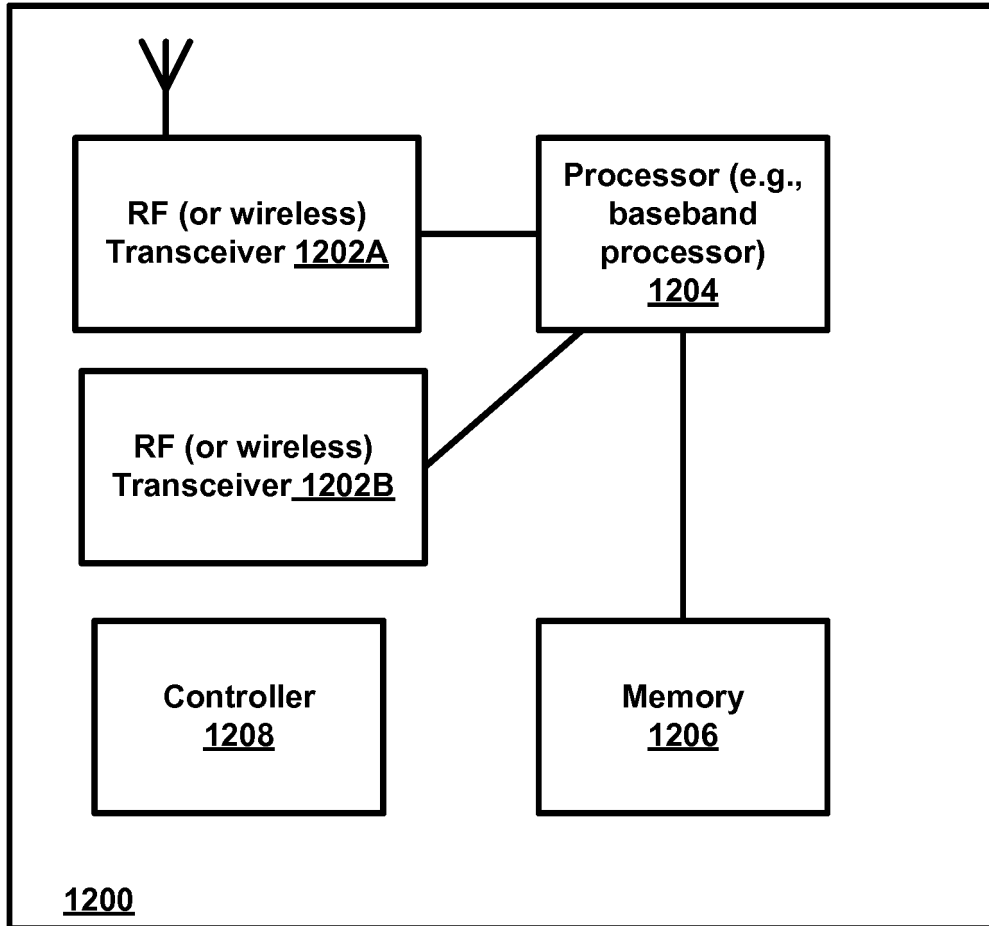 RF (or wireless)
Transceiver 1202A
Processor (e.g.,
baseband
processor)
1204
RF (or wireless)
Transceiver 1202B
Controller
1208
Memory
1206
1200